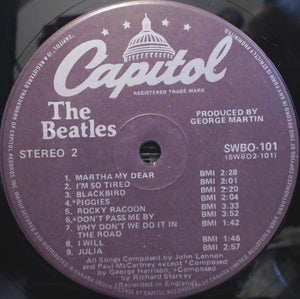 Capitol
REGISTERED TRADE MARK
The
Beatles
PRODUCED BY
GEORGE MARTIN
STEREO 2
SWBO-101
(SWBO2-101)
1. MARTHA MY DEAR BMI 2:28
2. I'M SO TIRED BMI 2:01
3. BLACKBIRD BMI 2:20
4. *PIGGIES BMI 2:04
5. ROCKY RACOON BMI 3:33
6. +DON'T PASS ME BY BMI 3:52
7. WHY DON'T WE DO IT IN BMI 1:42
THE ROAD
8. I WILL BMI 1:46
9. JULIA BMI 2:57
All Songs Composed by John Lennon
and Paul McCartney except *Composed
by George Harrison, +Composed
by Richard Starkey
(Recorded in England)